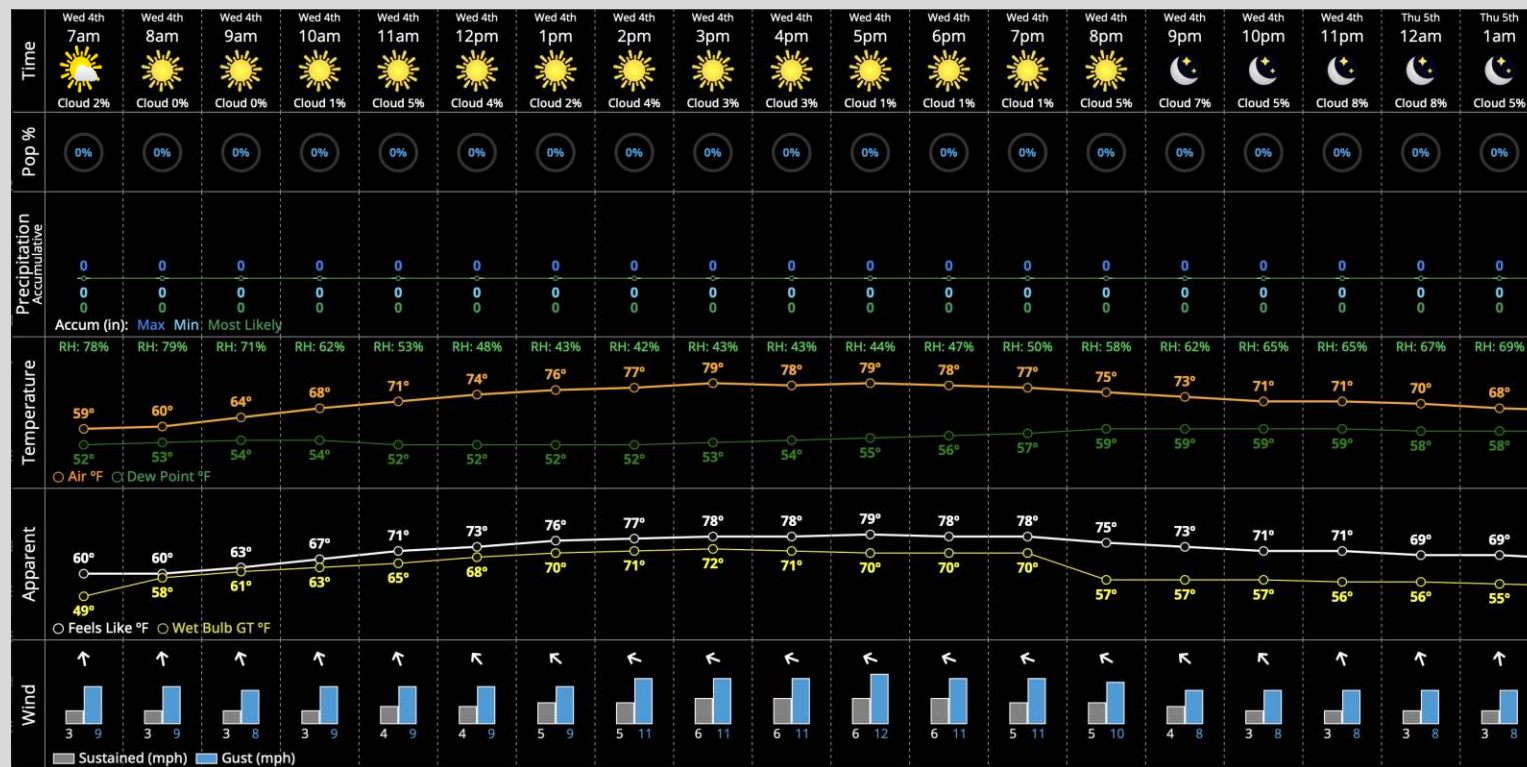 Wed 4th Wed 4th Wed 4th Wed 4th Wed 4th Wed 4th Wed 4th Wed 4th Wed 4th Wed 4th Wed 4th Wed 4th Wed 4th Wed 4th Wed 4th Wed 4th Wed 4th Thu 5th Thu 5th
Time 7am 8am 9am 10am 11am 12pm 1pm 2pm 3pm 4pm 5pm 6pm 7pm 8pm 9pm 10pm 11pm 12am 1am
Cloud 2% Cloud 0% Cloud 0% Cloud 1% Cloud 5% Cloud 4% Cloud 2% Cloud 4% Cloud 3% Cloud 3% Cloud 1% Cloud 1% Cloud 1% Cloud 5% Cloud 7% Cloud 5% Cloud 8% Cloud 8% Cloud 5%
Pop % 0% 0% 0% 0% 0% 0% 0% 0% 0% 0% 0% 0% 0% 0% 0% 0% 0% 0% 0%
Precipitation
Accumulative
0 0 0 0 0 0 0 0 0 0 0 0 0 0 0 0 0 0 0
0 0 0 0 0 0 0 0 0 0 0 0 0 0 0 0 0 0 0
0 0 0 0 0 0 0 0 0 0 0 0 0 0 0 0 0 0 0
Accum (in): Max Min Most Likely
RH: 78% RH: 79% RH: 71% RH: 62% RH: 53% RH: 48% RH: 43% RH: 42% RH: 43% RH: 43% RH: 44% RH: 47% RH: 50% RH: 58% RH: 62% RH: 65% RH: 65% RH: 67% RH: 69%
Temperature
59° 60° 64° 68° 71° 74° 76° 77° 79° 78° 79° 78° 77° 75° 73° 71° 71° 70° 68°
52° 53° 54° 54° 52° 52° 52° 52° 53° 54° 55° 56° 57° 59° 59° 59° 59° 58° 58°
Air ºF Dew Point ºF
Apparent
60° 60° 63° 67° 71° 73° 76° 77° 78° 78° 79° 78° 78° 75° 73° 71° 71° 69° 69°
49° 58° 61° 63° 65° 68° 70° 71° 72° 71° 70° 70° 70° 57° 57° 57° 56° 56° 55°
Feels Like ºF Wet Bulb GT ºF
Wind
3 9 3 9 3 8 3 9 4 9 4 9 5 9 5 11 6 11 6 11 6 12 6 11 5 11 5 10 4 8 3 8 3 8 3 8 3 8
Sustained (mph) Gust (mph)